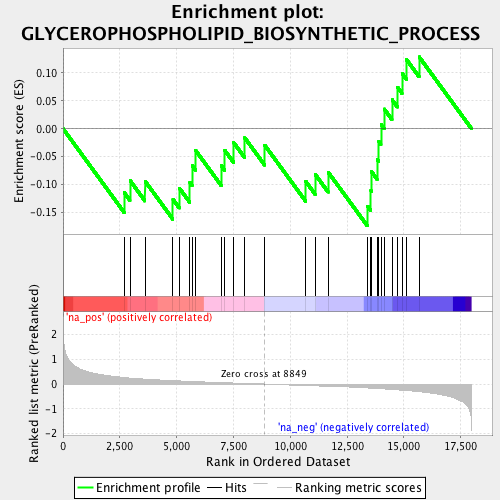 Enrichment plot:
GLYCEROPHOSPHOLIPID_BIOSYNTHETIC_PROCESS
Enrichment score (ES)
0.10
0.05
0.00
-0.05
-0.10
-0.15
'na_pos' (positively correlated)
Ranked list metric (PreRanked)
2
1
0
-1
-2
Zero cross at 8849
'na_neg' (negatively correlated)
0
2,500
5,000
7,500
10,000
12,500
15,000
17,500
Rank in Ordered Dataset
Enrichment profile
Hits
Ranking metric scores